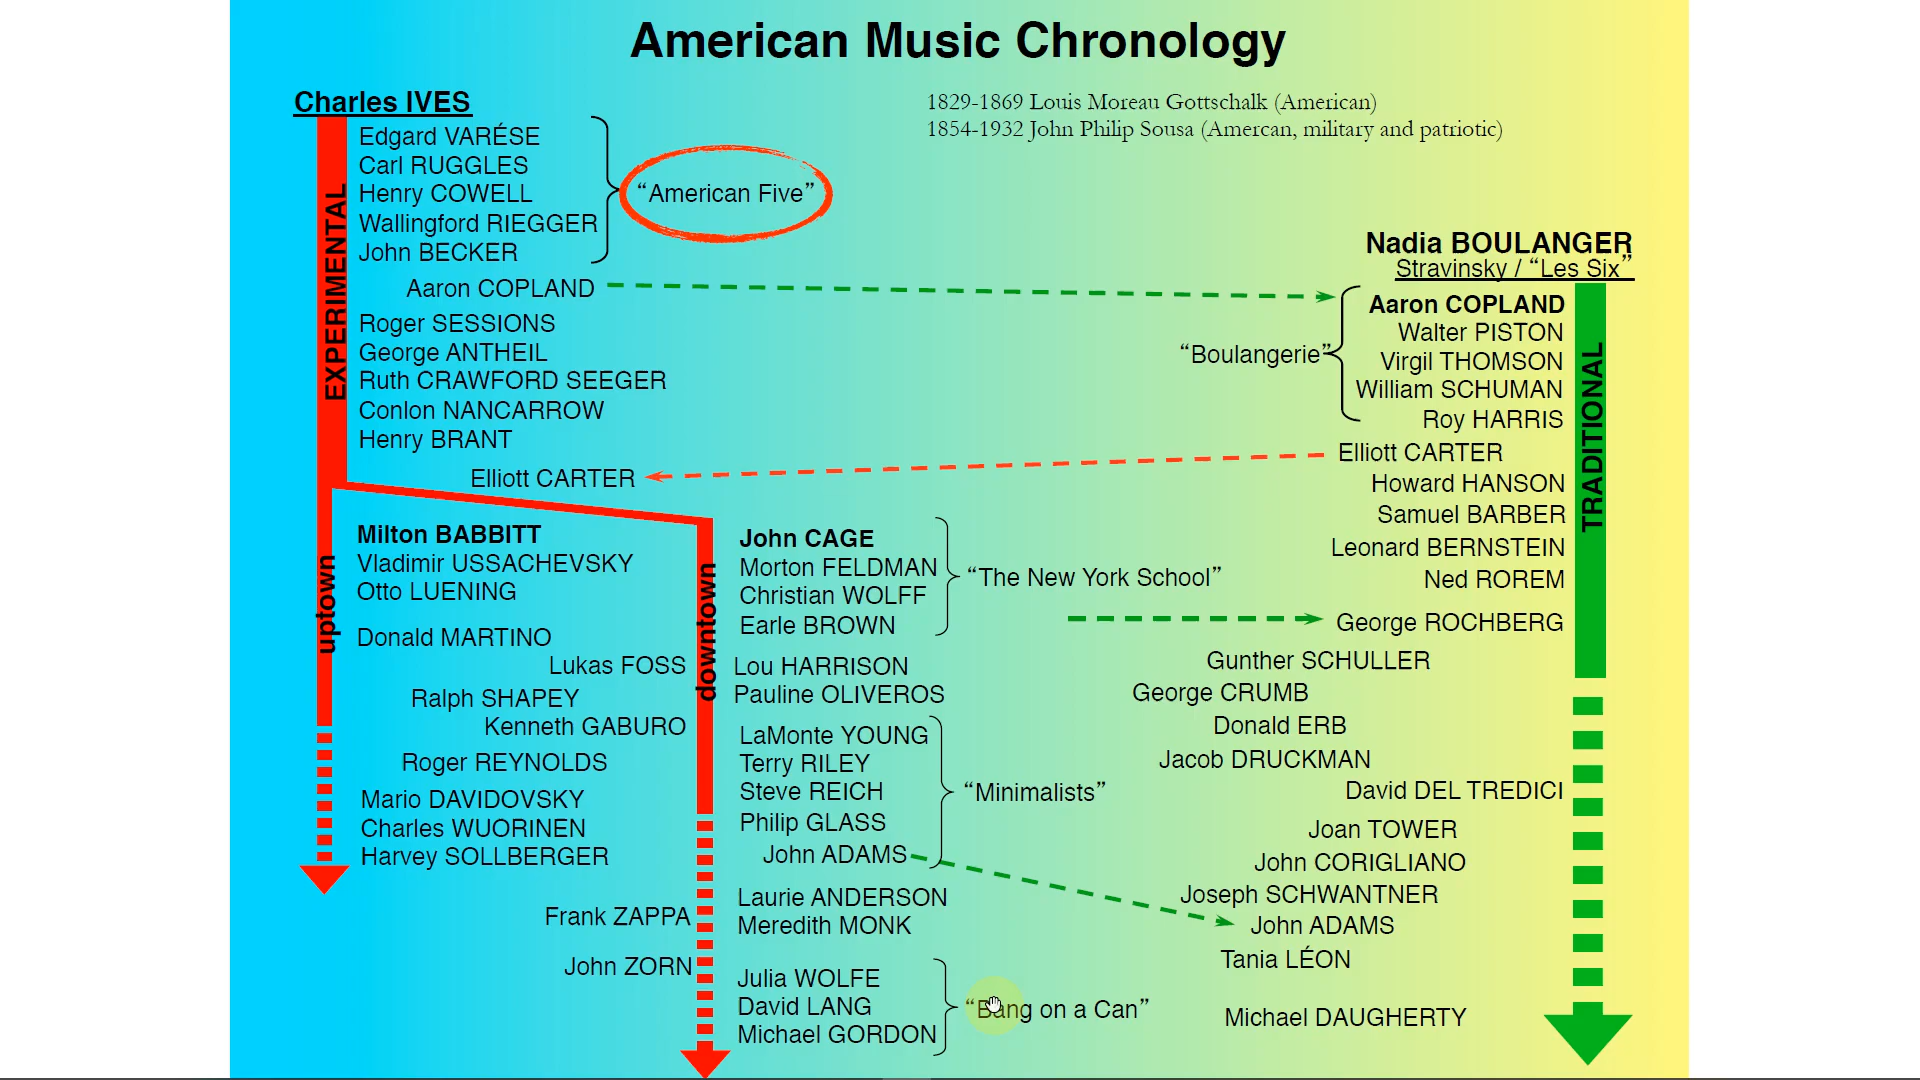 American Music Chronology
1829-1869 Louis Moreau Gottschalk (American)
1854-1932 John Philip Sousa (Amercan, military and patriotic)
Charles IVES
EXPERIMENTAL
Edgard VARÉSE
Carl RUGGLES
Henry COWELL
Wallingford RIEGGER
John BECKER
“American Five”
Aaron COPLAND
Roger SESSIONS
George ANTHEIL
Ruth CRAWFORD SEEGER
Conlon NANCARROW
Henry BRANT
Elliott CARTER
uptown
Milton BABBITT
Vladimir USSACHEVSKY
Otto LUENING
Donald MARTINO
Lukas FOSS
Ralph SHAPEY
Kenneth GABURO
Roger REYNOLDS
Mario DAVIDOVSKY
Charles WUORINEN
Harvey SOLLBERGER
Frank ZAPPA
John ZORN
downtown
John CAGE
Morton FELDMAN
Christian WOLFF
Earle BROWN
“The New York School”
Lou HARRISON
Pauline OLIVEROS
LaMonte YOUNG
Terry RILEY
Steve REICH
Philip GLASS
John ADAMS
“Minimalists”
Laurie ANDERSON
Meredith MONK
Julia WOLFE
David LANG
Michael GORDON
“Bang on a Can”
Nadia BOULANGER
Stravinsky / “Les Six”
TRADITIONAL
“Boulangerie”
Aaron COPLAND
Walter PISTON
Virgil THOMSON
William SCHUMAN
Roy HARRIS
Elliott CARTER
Howard HANSON
Samuel BARBER
Leonard BERNSTEIN
Ned ROREM
George ROCHBERG
Gunther SCHULLER
George CRUMB
Donald ERB
Jacob DRUCKMAN
David DEL TREDICI
Joan TOWER
John CORIGLIANO
Joseph SCHWANTNER
John ADAMS
Tania LÉON
Michael DAUGHERTY